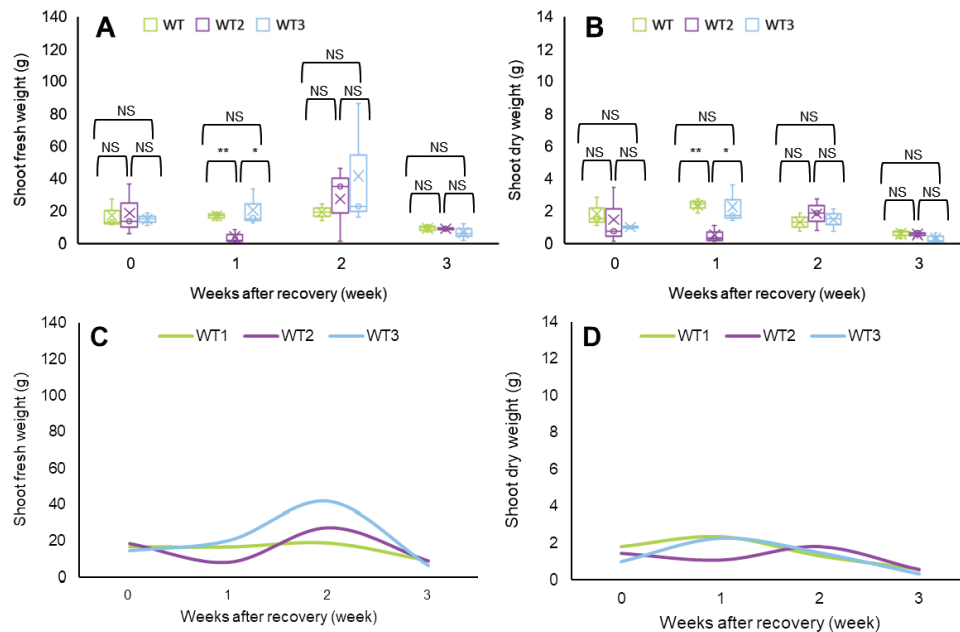 A
WT WT2 WT3
Shoot fresh weight (g)
140
120
100
80
60
40
20
0
NS
NS NS
NS
** *
NS
NS NS
NS
NS NS
0 1 2 3
Weeks after recovery (week)
B
WT WT2 WT3
Shoot dry weight (g)
14
12
10
8
6
4
2
0
NS
NS NS
NS
** *
NS
NS NS
NS
NS NS
0 1 2 3
Weeks after recovery (week)
C
WT1 WT2 WT3
Shoot fresh weight (g)
140
120
100
80
60
40
20
0
0 1 2 3
Weeks after recovery (week)
D
WT1 WT2 WT3
Shoot dry weight (g)
14
12
10
8
6
4
2
0
0 1 2 3
Weeks after recovery (week)